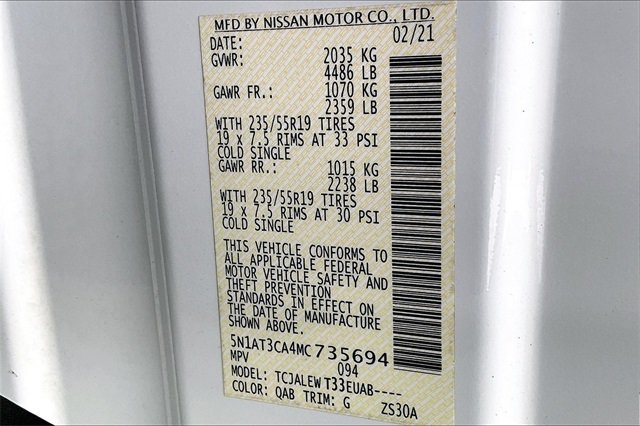 MFD BY NISSAN MOTOR CO., LTD.
DATE: 02/21
GVWR: 2035 KG
4486 LB
GAWR FR.: 1070 KG
2359 LB
WITH 235/55R19 TIRES
19 x 7.5 RIMS AT 33 PSI
COLD SINGLE
GAWR RR.: 1015 KG
2238 LB
WITH 235/55R19 TIRES
19 x 7.5 RIMS AT 30 PSI
COLD SINGLE
THIS VEHICLE CONFORMS TO
ALL APPLICABLE FEDERAL
MOTOR VEHICLE SAFETY AND
THEFT PREVENTION
STANDARDS IN EFFECT ON
THE DATE OF MANUFACTURE
SHOWN ABOVE.
5N1AT3CA4MC735694
MPV 094
MODEL: TCJALEW T33EUAB----
COLOR: QAB TRIM: G ZS30A